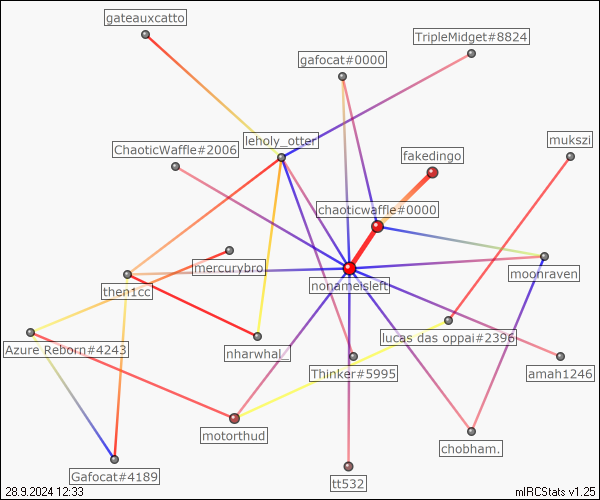 gateauxcatto
TripleMidget#8824
gafocat#0000
ChaoticWaffle#2006
leholy_otter
mukszi
fakedingo
chaoticwaffle#0000
mercurybro
moonraven
nonameisleft
then1cc
Azure Reborn#4243
nharwhal_
lucas das oppai#2396
Thinker#5995
amah1246
motorthud
chobham.
Gafocat#4189
tt532
28.9.2024 12:33
mIRCStats v1.25